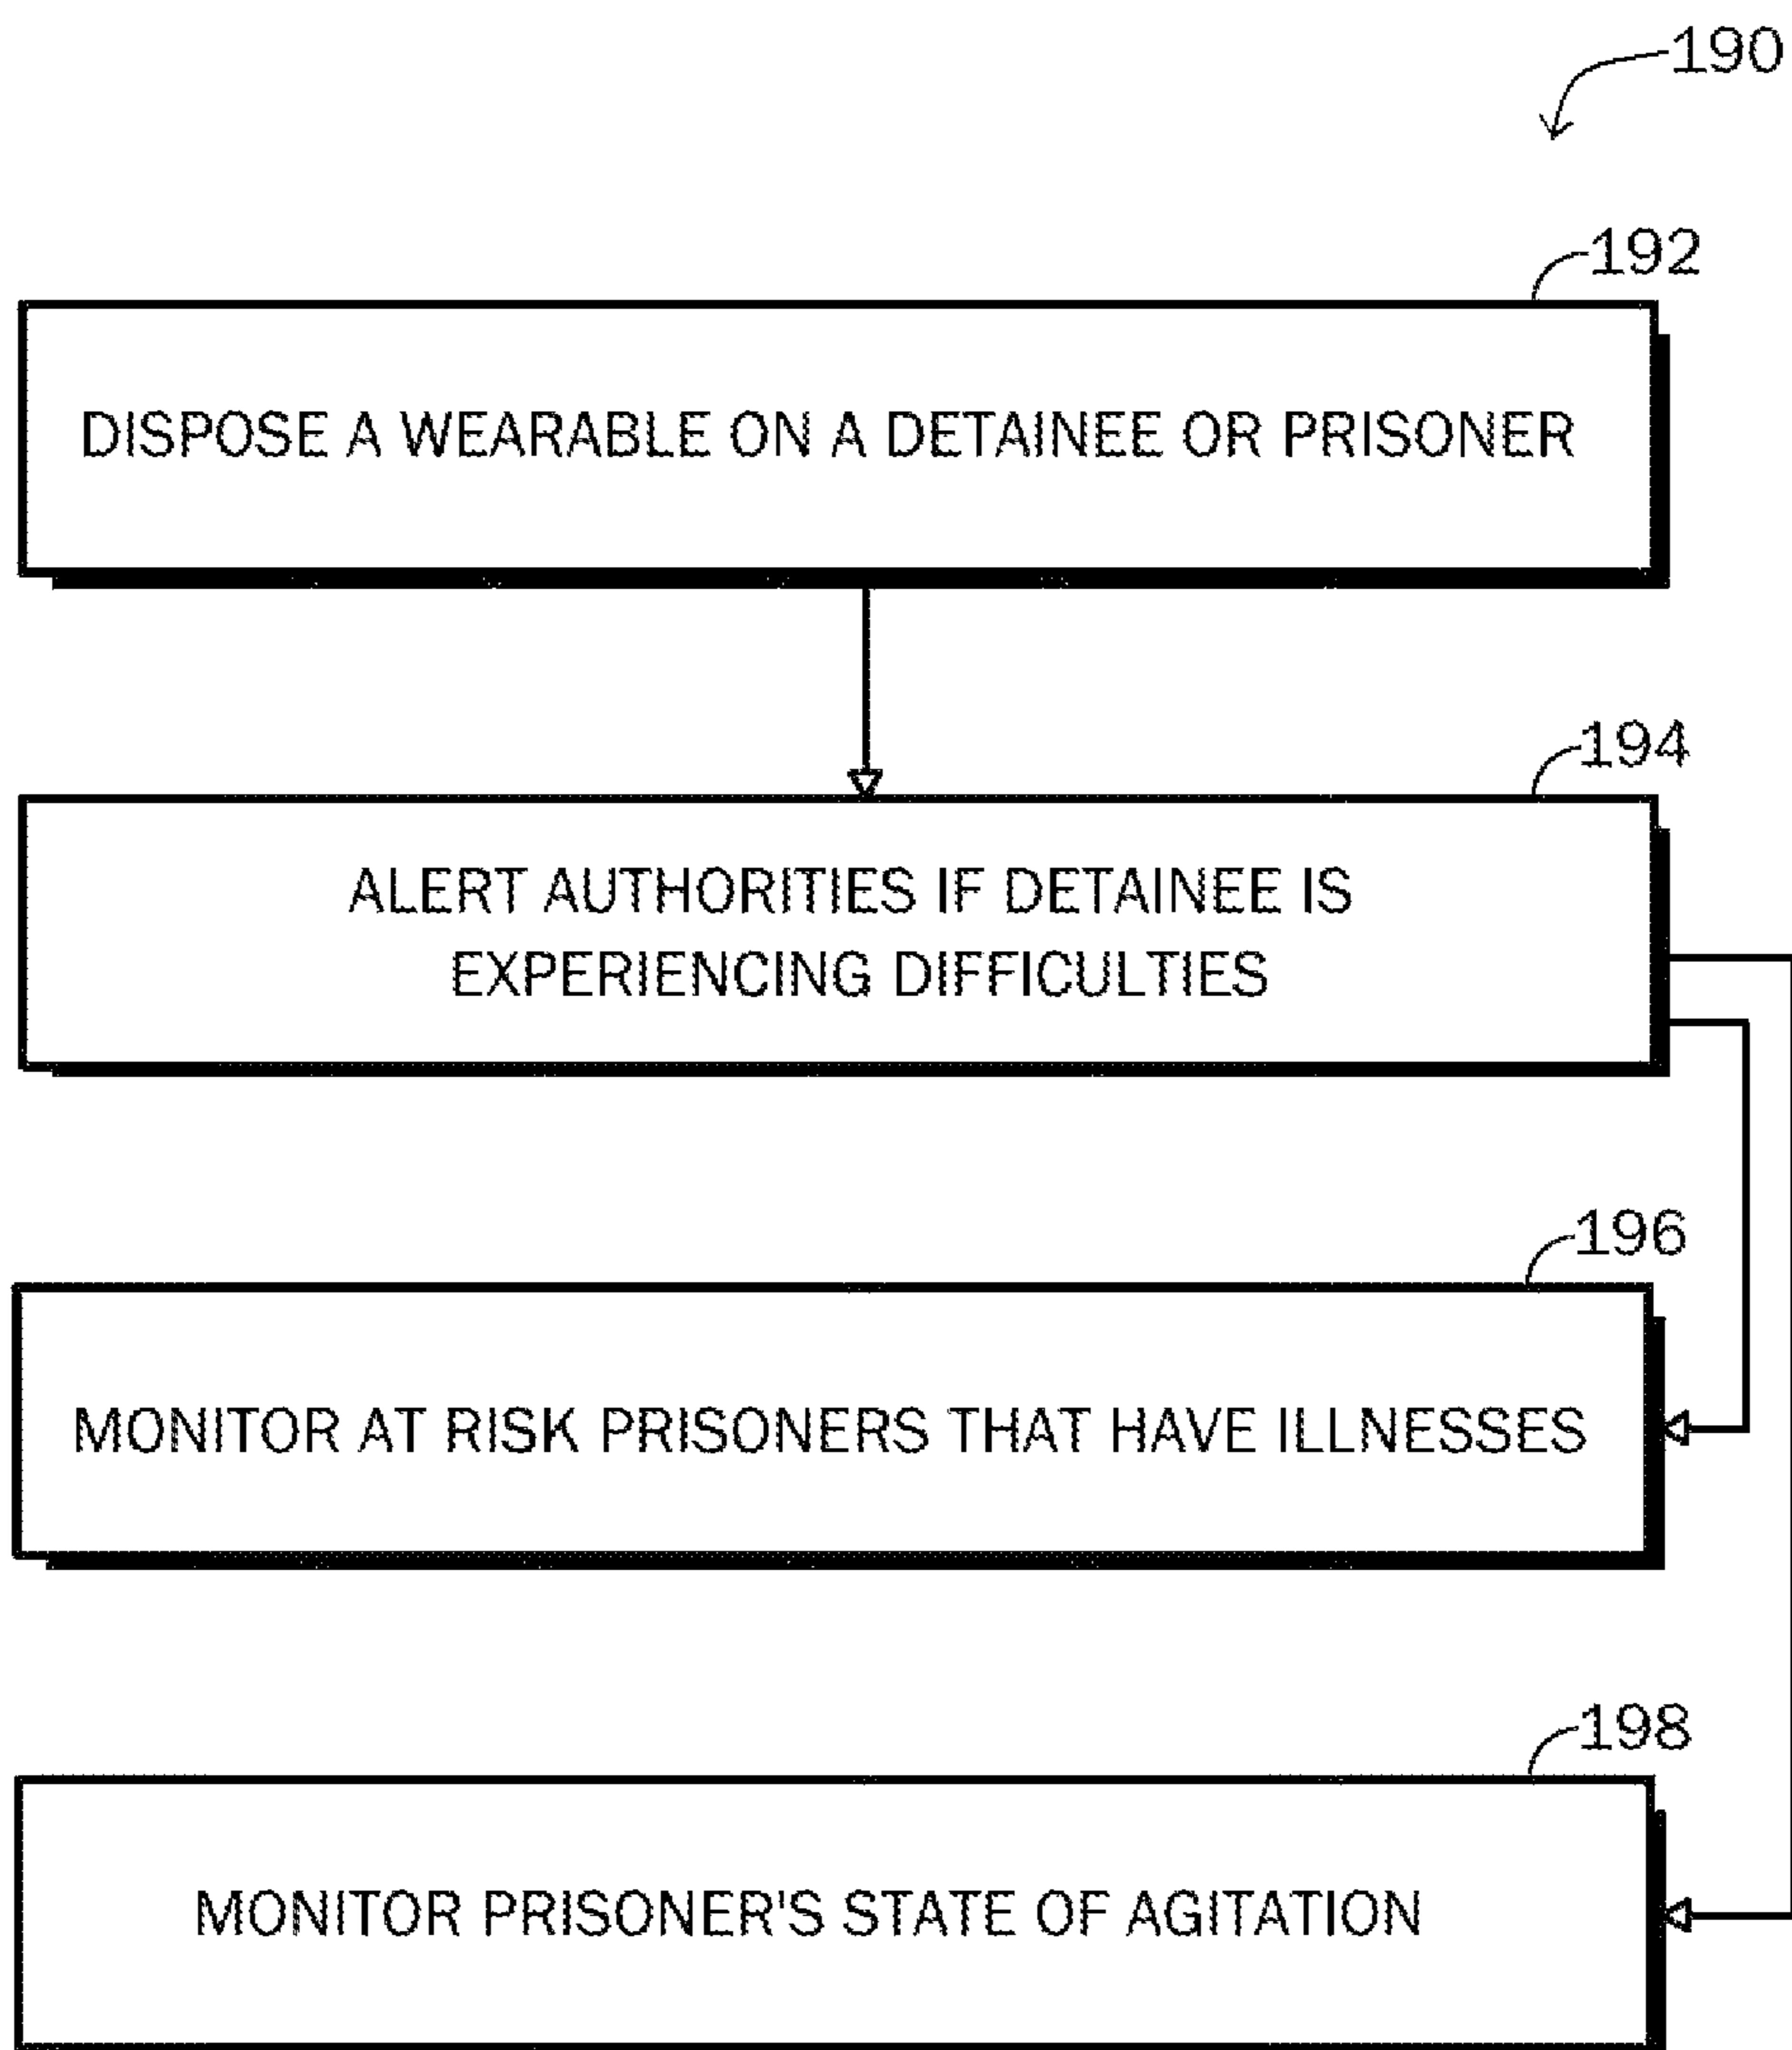 190
192
DISPOSE A WEARABLE ON A DETAINEE OR PRISONER
194
ALERT AUTHORITIES IF DETAINEE IS
EXPERIENCING DIFFICULTIES
196
MONITOR AT RISK PRISONERS THAT HAVE ILLNESSES
198
MONITOR PRISONER'S STATE OF AGITATION